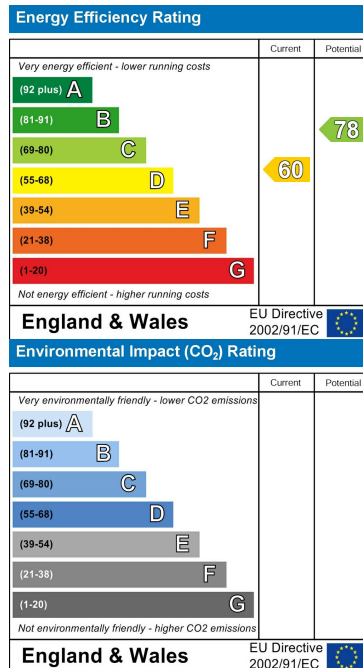 Energy Efficiency Rating
Current Potential
Very energy efficient - lower running costs
(92 plus) A
(81-91) B
(69-80) C
(55-68) D
(39-54) E
(21-38) F
(1-20) G
60
78
Not energy efficient - higher running costs
England & Wales
EU Directive
2002/91/EC
Environmental Impact (CO₂) Rating
Current Potential
Very environmentally friendly - lower CO2 emissions
(92 plus) A
(81-91) B
(69-80) C
(55-68) D
(39-54) E
(21-38) F
(1-20) G
Not environmentally friendly - higher CO2 emissions
England & Wales
EU Directive
2002/91/EC